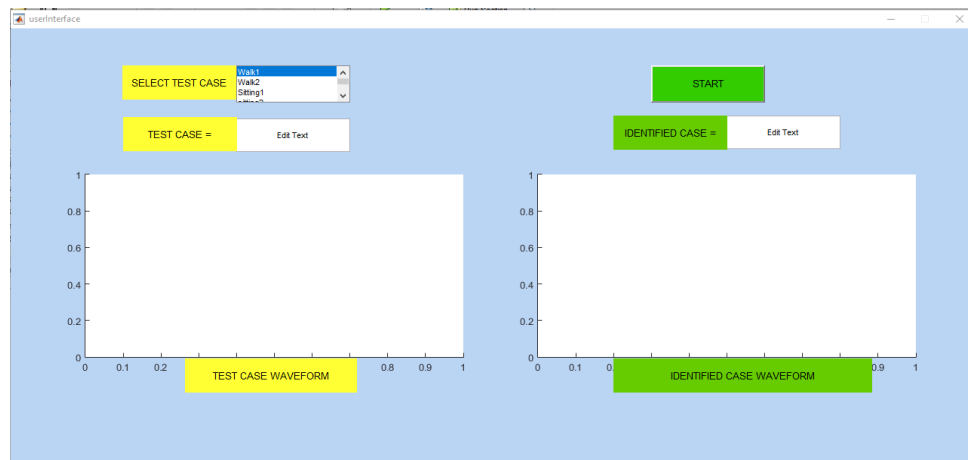 userInterface
SELECT TEST CASE
Walk1
Walk2
Sitting1
START
TEST CASE =
Edit Text
IDENTIFIED CASE =
Edit Text
1
0.8
0.6
0.4
0.2
0
0
0.1
0.2
0.8
0.9
1
TEST CASE WAVEFORM
1
0.8
0.6
0.4
0.2
0
0
0.1
0.9
1
IDENTIFIED CASE WAVEFORM